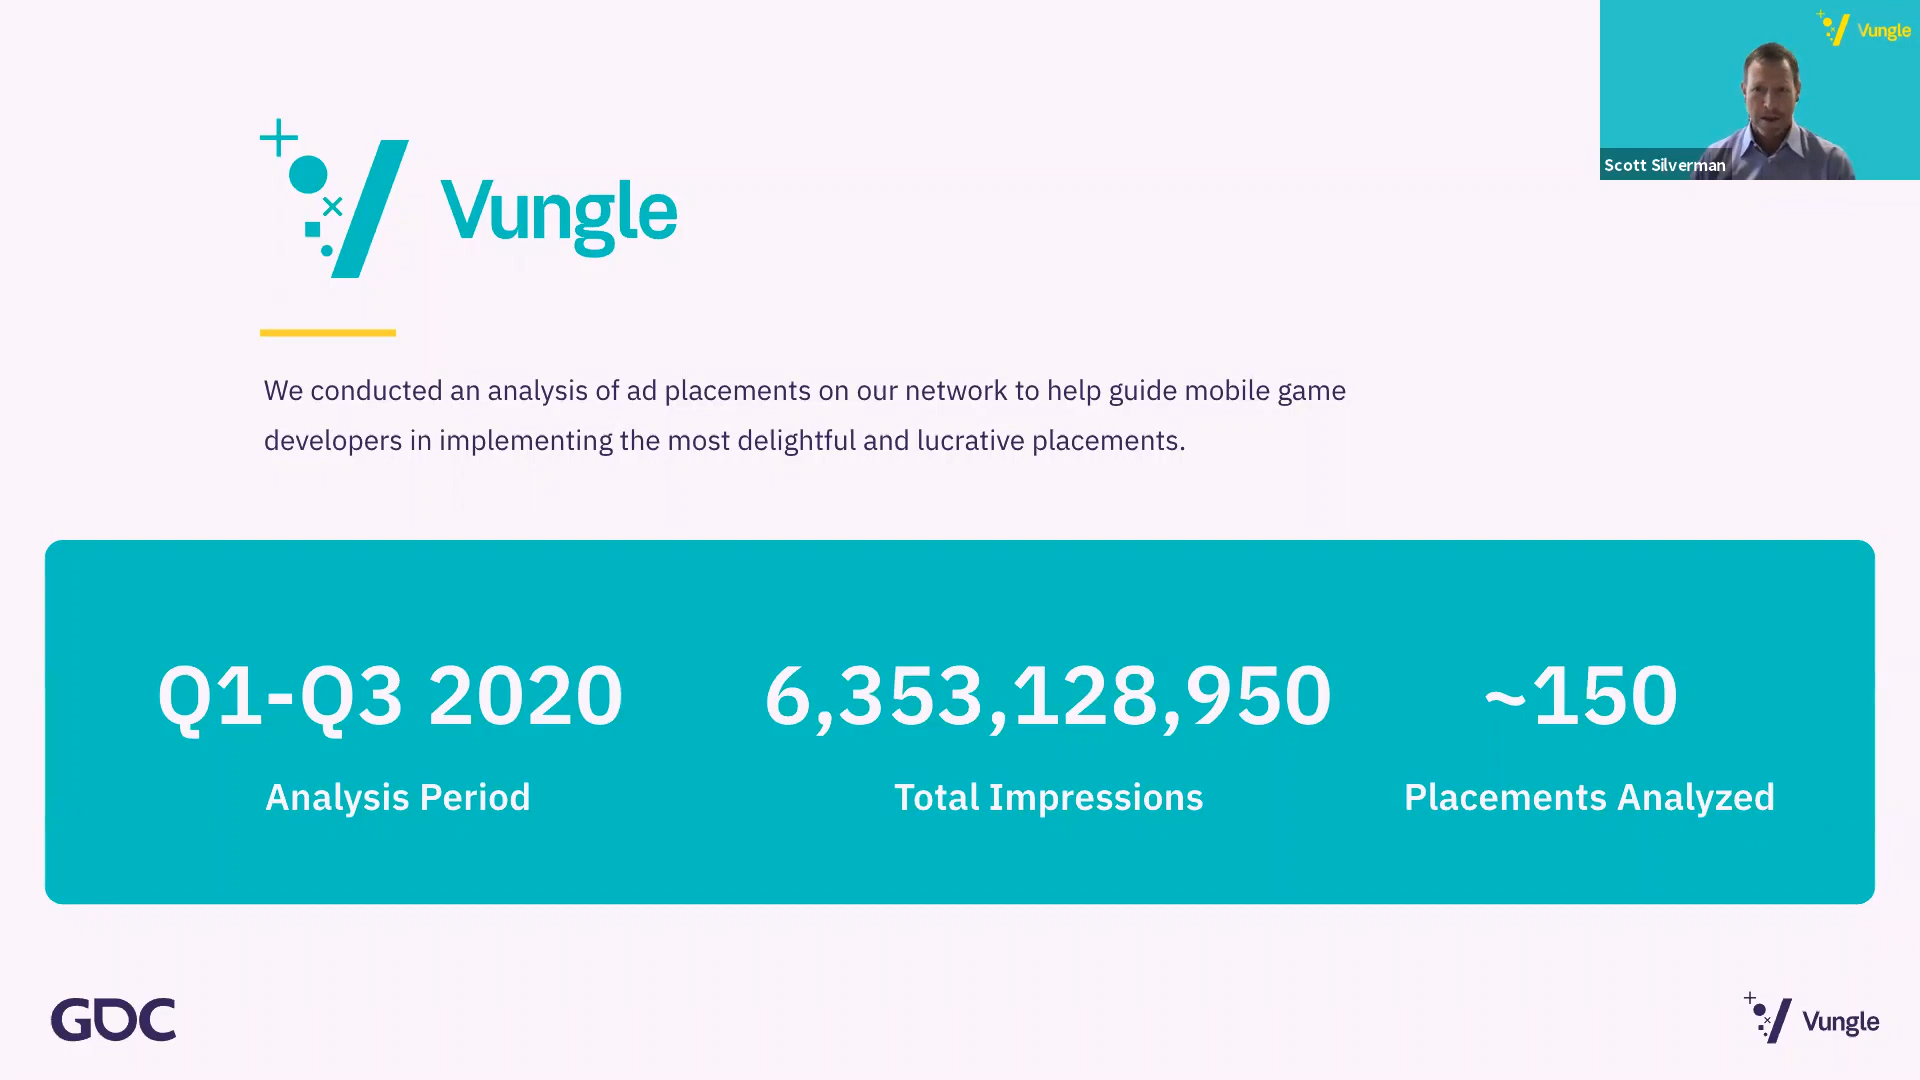 Vungle
Scott Silverman
Vungle
We conducted an analysis of ad placements on our network to help guide mobile game
developers in implementing the most delightful and lucrative placements.
Q1-Q3 2020
Analysis Period
6,353,128,950
Total Impressions
~150
Placements Analyzed
GDC
Vungle